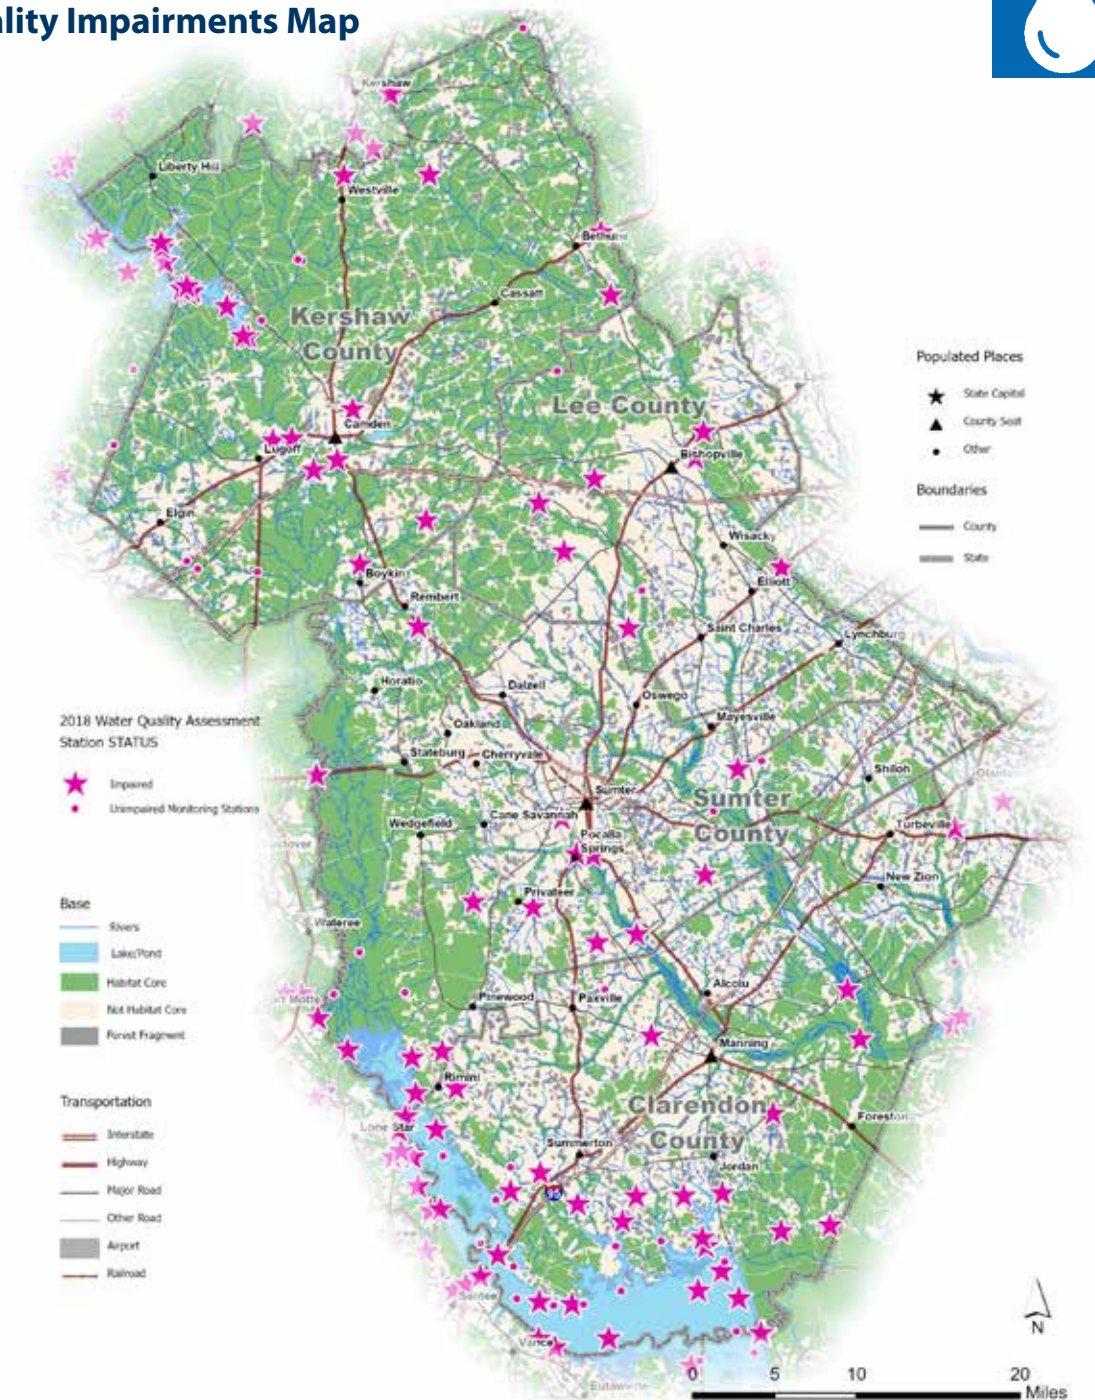 ality Impairments Map
Kershaw
Liberty Hill
Westville
Bethune
Cassatt
Kershaw
County
Populated Places
State Capital
County Seat
Other
Lee County
Camden
Lugoff
Bishopville
Boundaries
County
State
Elgin
Wisacky
Boykin
Elliott
Rembert
Saint Charles
Lynchburg
Horatio
Dalzell
Oswego
2018 Water Quality Assessment
Station STATUS
Oakland
Mayesville
Stateburg
Cherryvale
Shiloh
Olanta
Impaired
Unimpaired Monitoring Stations
Sumter
Sumter
County
Wedgefield
Cane Savannah
Turbeville
Pocalla
Springs
New Zion
Privateer
Base
Rivers
Wateree
Lake/Pond
Habitat Core
Not Habitat Core
Forest Fragment
Motte
Pinewood
Paxville
Alcolu
Manning
Rimini
Transportation
Clarendon
County
Foreston
Interstate
Lone Star
Summerton
Highway
Jordan
Major Road
95
Other Road
Airport
Railroad
Santee
Vance
Eutawville
N
0 5 10 20
Miles